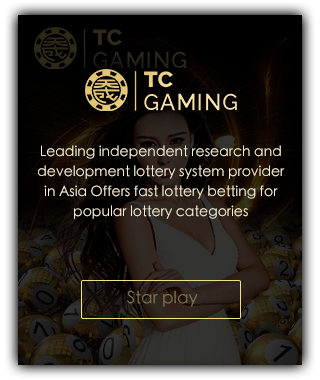 TC
GAMING
TC
GAMING
Leading independent research and
development lottery system provider
in Asia Offers fast lottery betting for
popular lottery categories
Star play